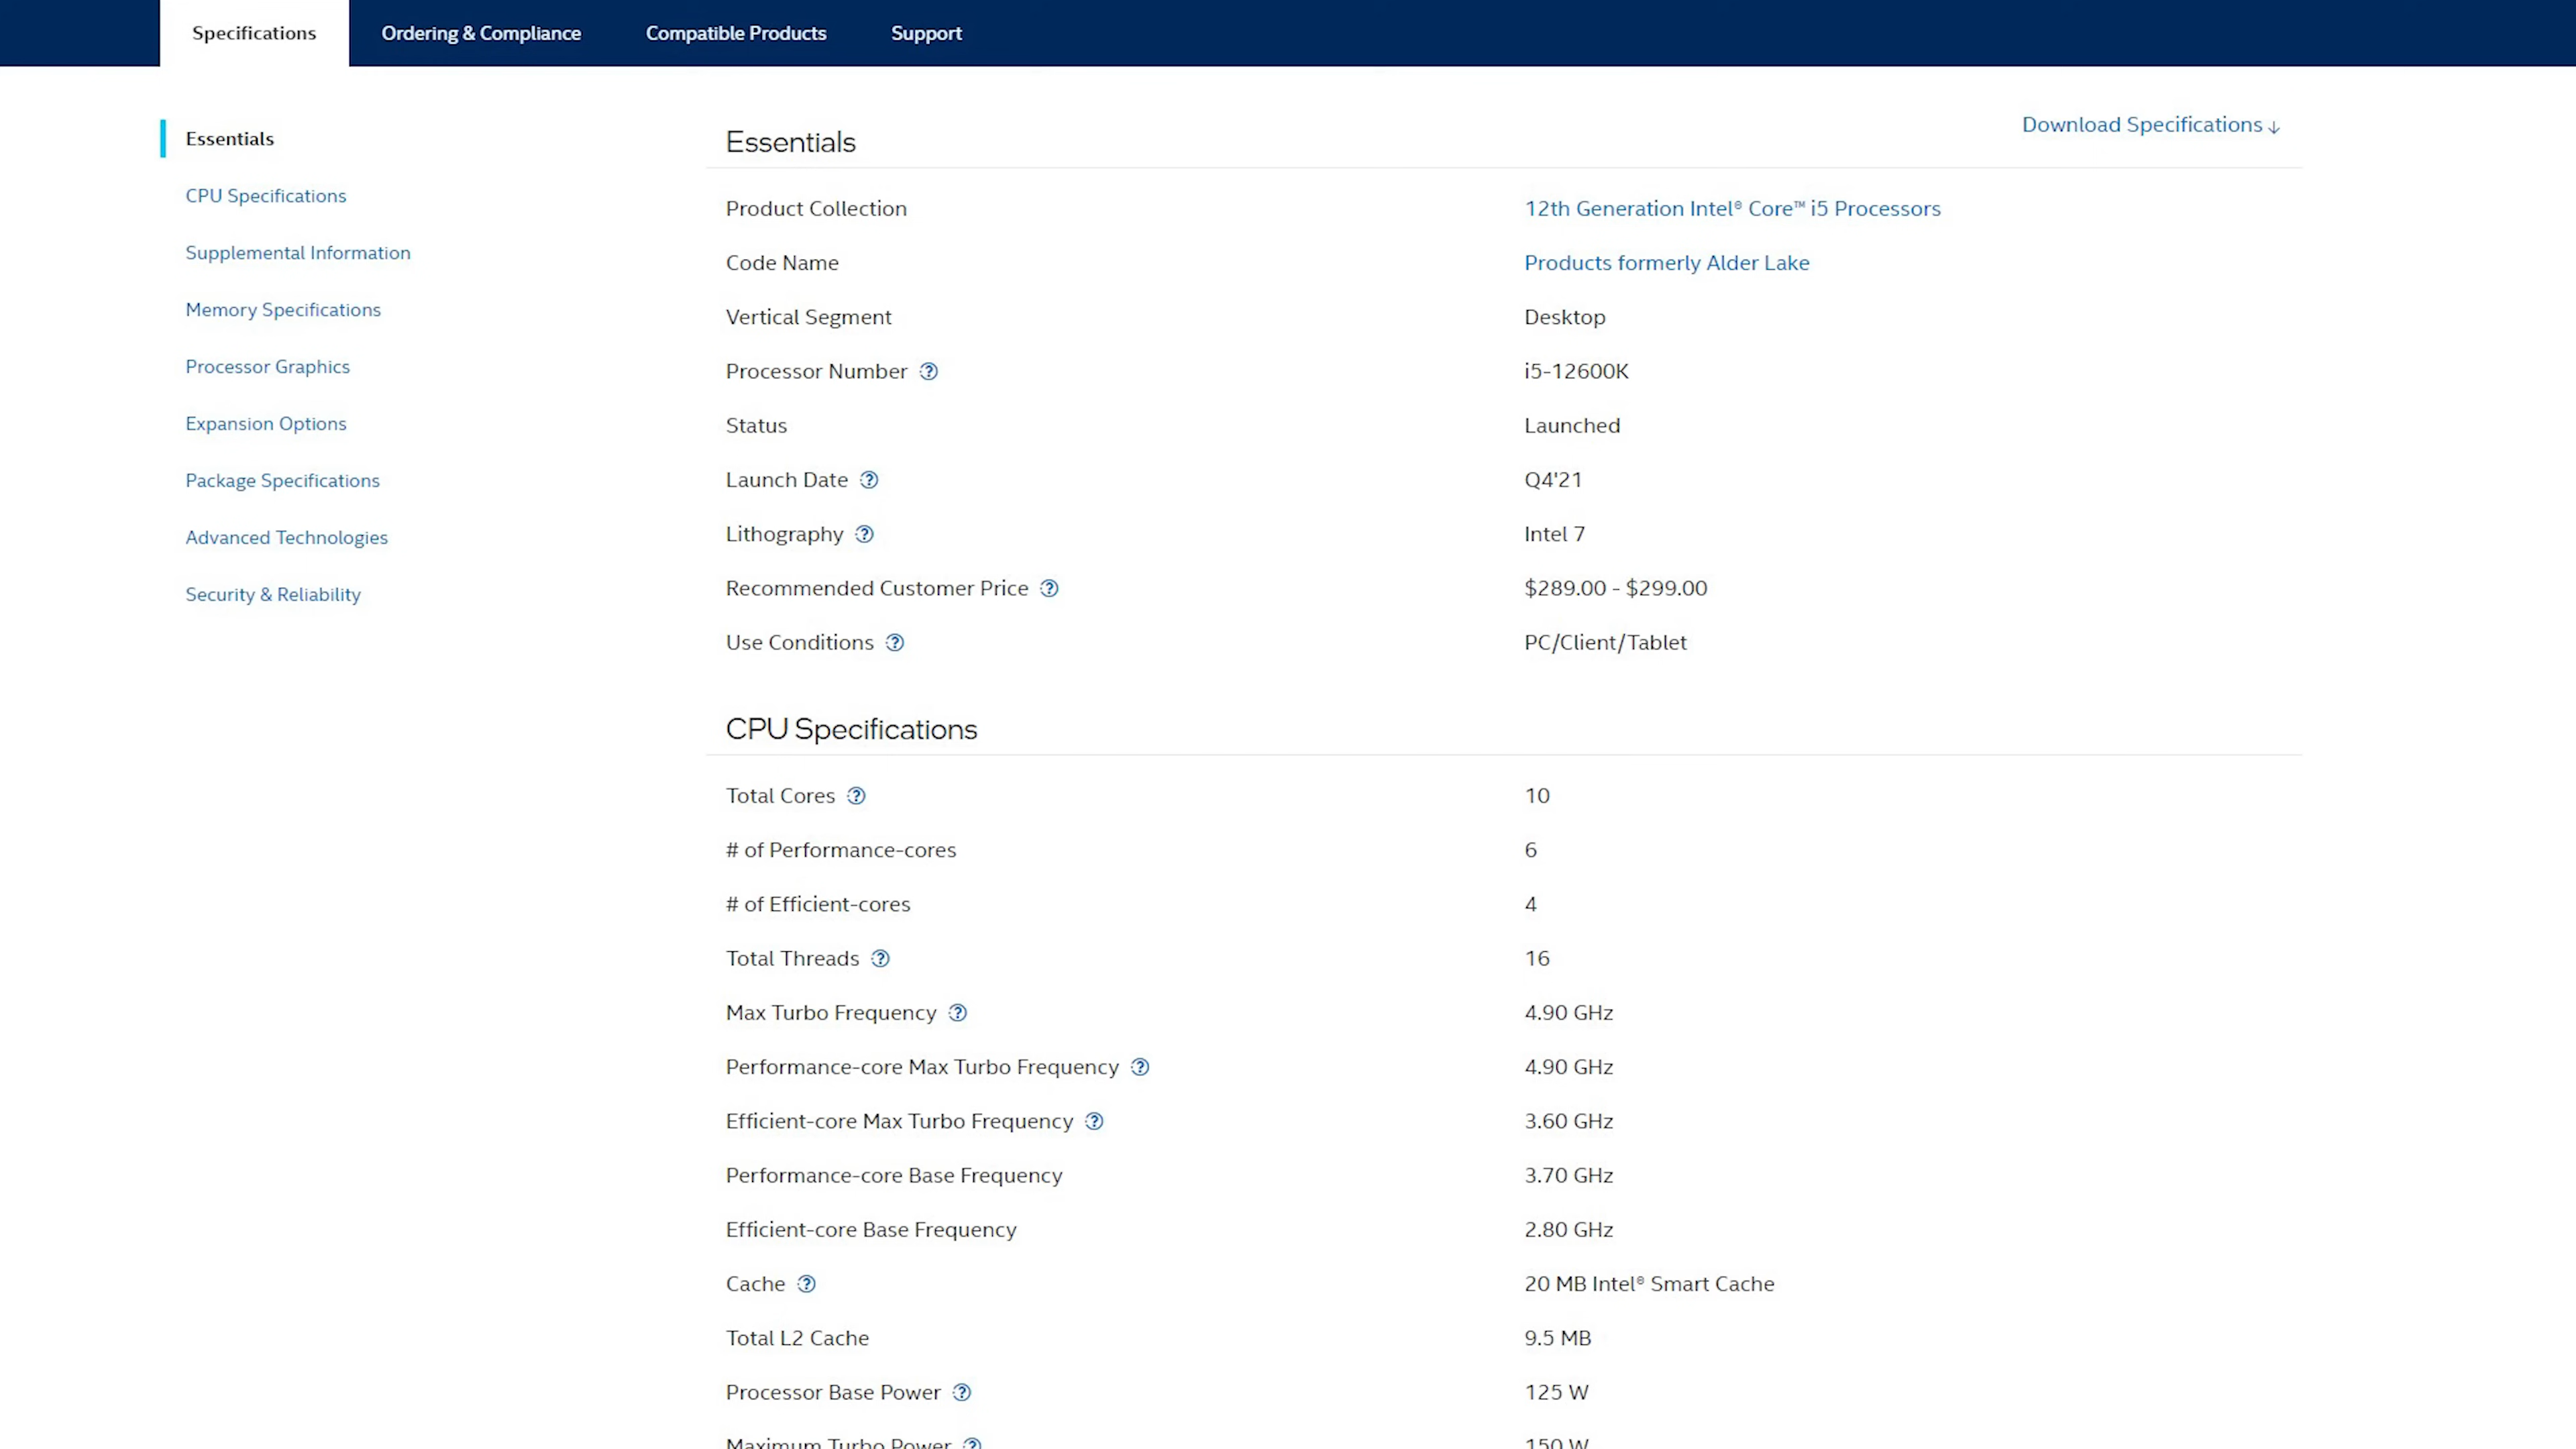 Specifications Ordering & Compliance Compatible Products Support
Essentials
CPU Specifications
Supplemental Information
Memory Specifications
Processor Graphics
Expansion Options
Package Specifications
Advanced Technologies
Security & Reliability
Download Specifications ↓
Essentials
Product Collection 12th Generation Intel® Core™ i5 Processors
Code Name Products formerly Alder Lake
Vertical Segment Desktop
Processor Number ? i5-12600K
Status Launched
Launch Date ? Q4'21
Lithography ? Intel 7
Recommended Customer Price ? $289.00 - $299.00
Use Conditions ? PC/Client/Tablet
CPU Specifications
Total Cores ? 10
# of Performance-cores 6
# of Efficient-cores 4
Total Threads ? 16
Max Turbo Frequency ? 4.90 GHz
Performance-core Max Turbo Frequency ? 4.90 GHz
Efficient-core Max Turbo Frequency ? 3.60 GHz
Performance-core Base Frequency 3.70 GHz
Efficient-core Base Frequency 2.80 GHz
Cache ? 20 MB Intel® Smart Cache
Total L2 Cache 9.5 MB
Processor Base Power ? 125 W
Maximum Turbo Power ? 150 W